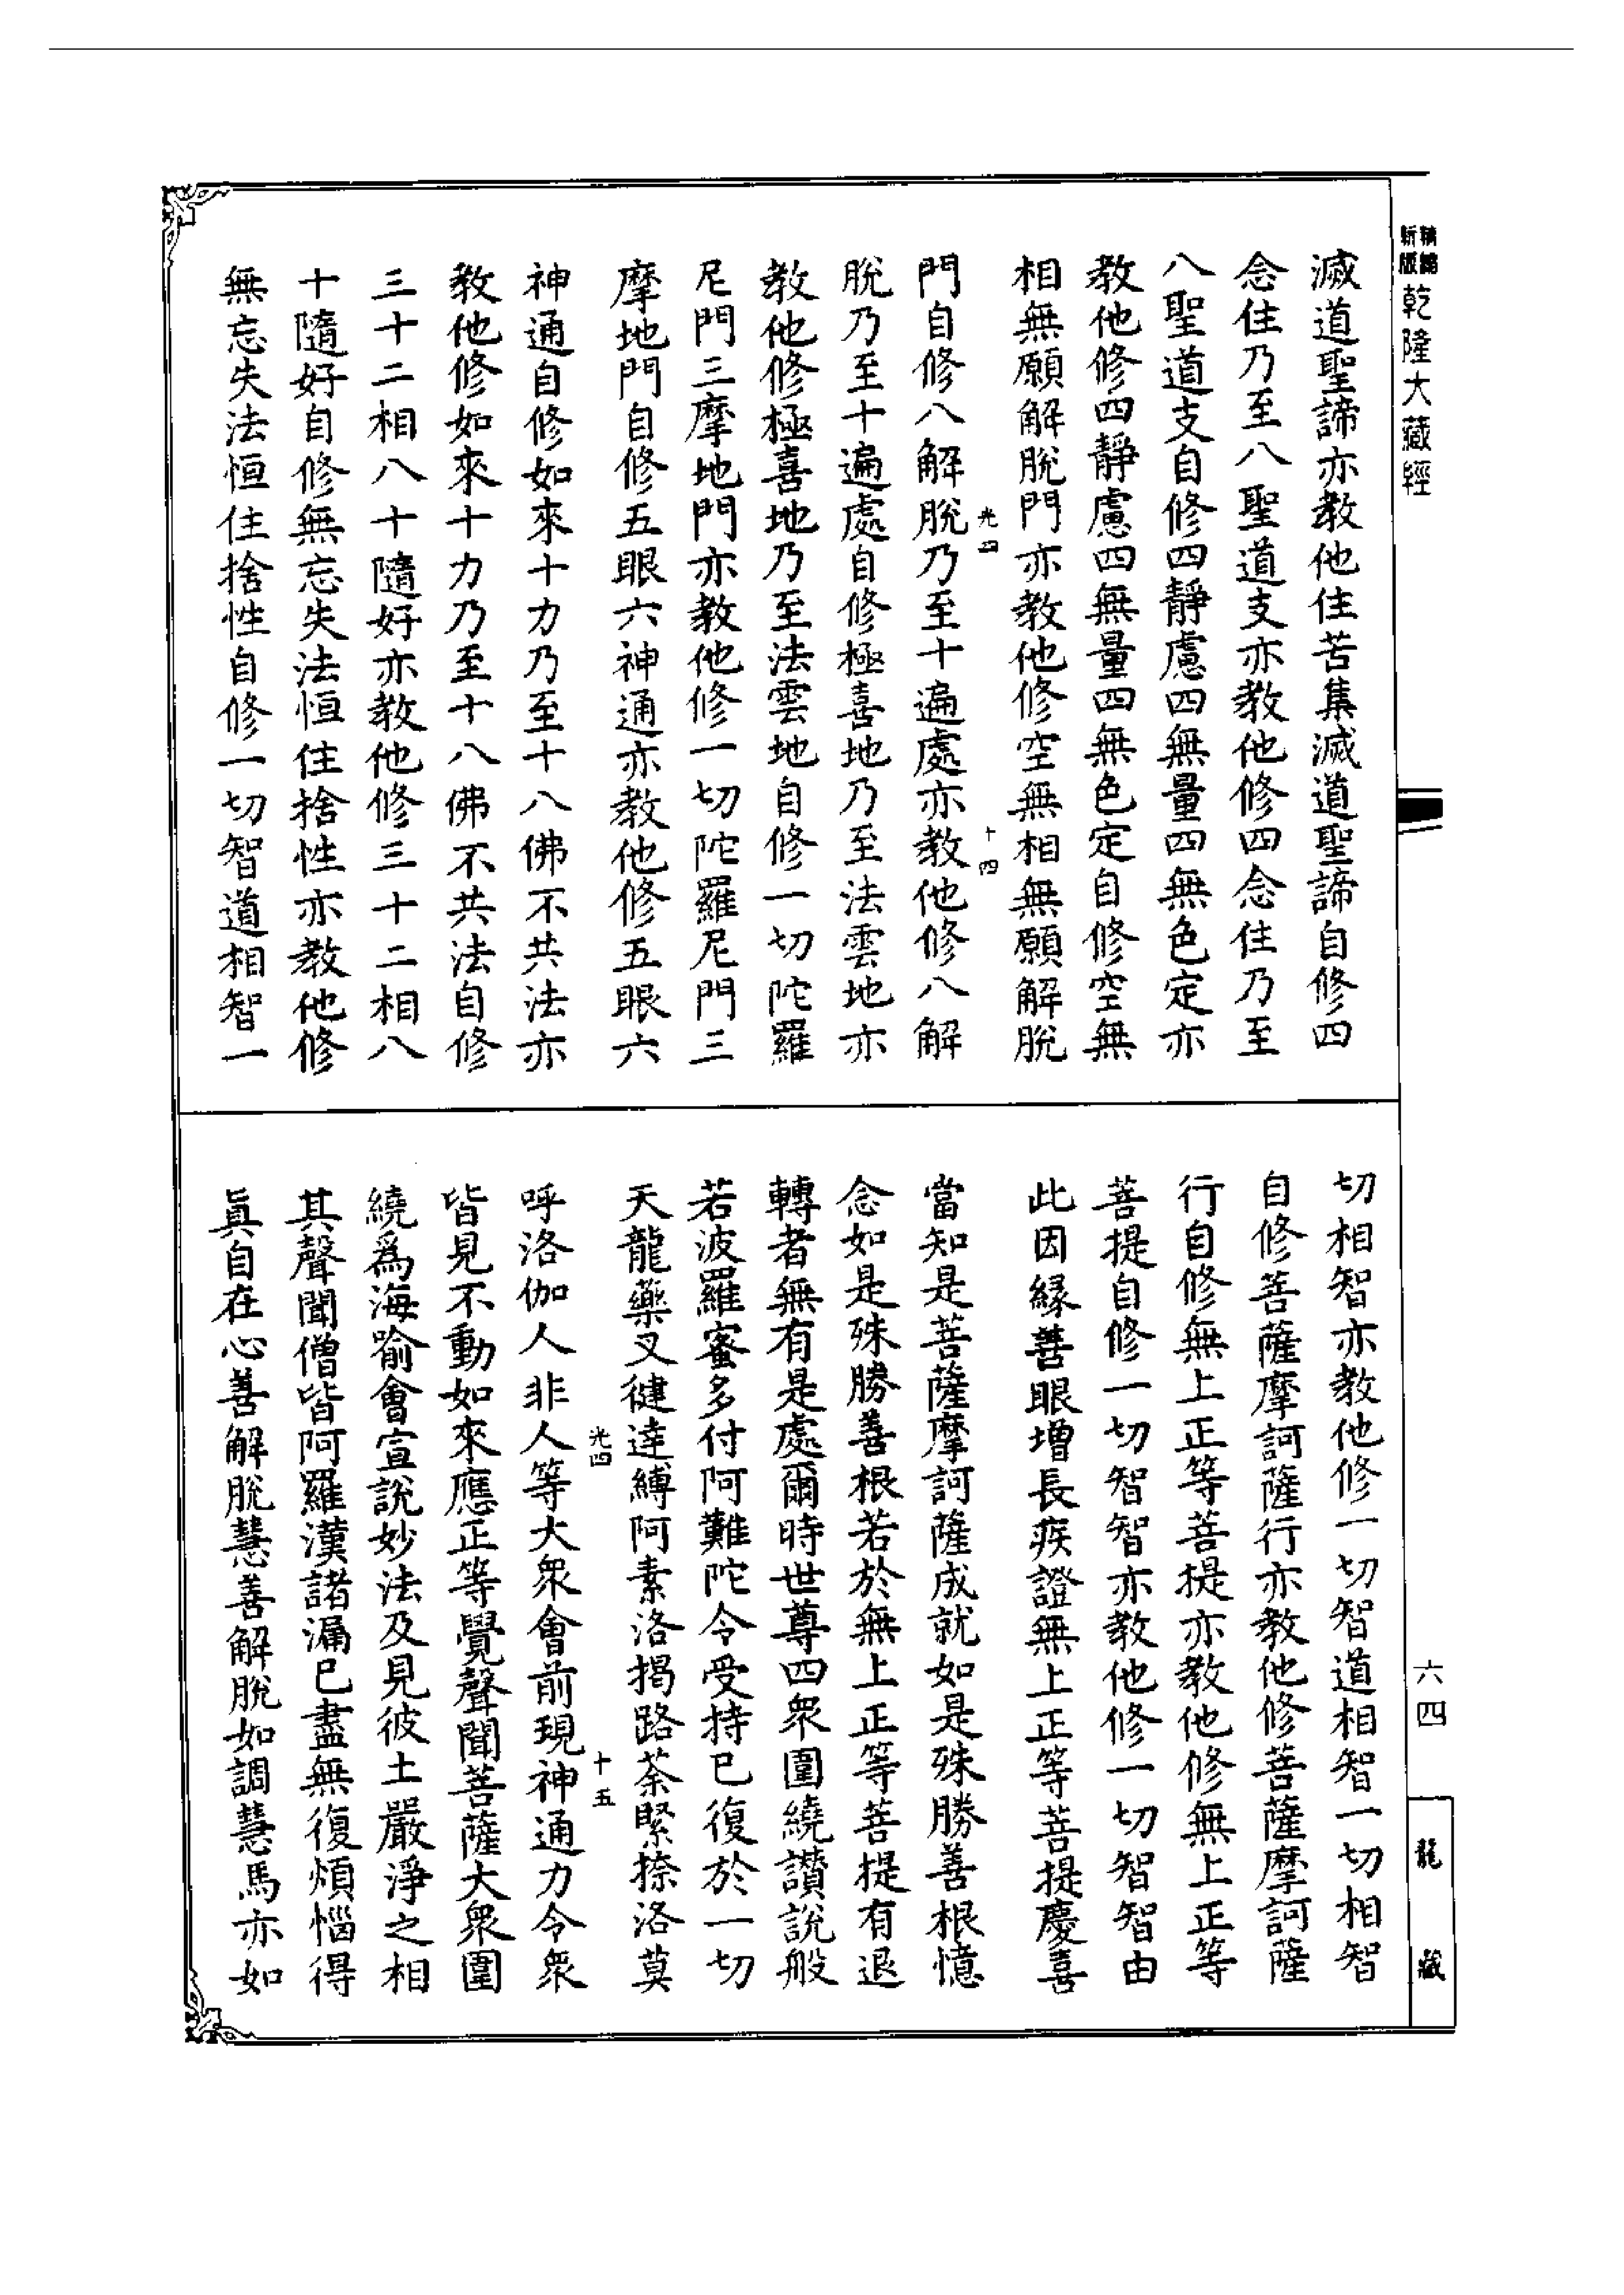 精編
新版
乾隆大藏經
滅道聖諦亦教他住苦集滅道聖諦自修四
念住乃至八聖道支亦教他修四念住乃至
八聖道支自修四靜慮四無量四無色定亦
教他修四靜慮四無量四無色定自修空無
相無願解脫門亦教他修空無相無願解脫
光四
十四
門自修八解脫乃至十遍處亦教他修八解
脫乃至十遍處自修極喜地乃至法雲地亦
教他修極喜地乃至法雲地自修一切陀羅
尼門三摩地門亦教他修一切陀羅尼門三
摩地門自修五眼六神通亦教他修五眼六
神通自修如來十力乃至十八佛不共法亦
教他修如來十力乃至十八佛不共法自修
三十二相八十隨好亦教他修三十二相八
十隨好自修無忘失法恒住捨性亦教他修
無忘失法恒住捨性自修一切智道相智一
切相智亦教他修一切智道相智一切相智
自修菩薩摩訶薩行亦教他修菩薩摩訶薩
行自修無上正等菩提亦教他修無上正等
菩提自修一切智智亦教他修一切智智由
此因緣善眼增長疾證無上正等菩提慶喜
當知是菩薩摩訶薩成就如是殊勝善根憶
念如是殊勝善根若於無上正等菩提有退
轉者無有是處爾時世尊四衆圍繞讚說般
若波羅蜜多付阿難陀令受持已復於一切
天龍藥叉健達縛阿素洛揭路荼緊捺洛莫
光四
十五
呼洛伽人非人等大衆會前現神通力令衆
皆見不動如來應正等覺聲聞菩薩大衆圍
繞爲海喻會宣說妙法及見彼土嚴淨之相
其聲聞僧皆阿羅漢諸漏已盡無復煩惱得
眞自在心善解脫慧善解脫如調慧馬亦如
六四
龍藏